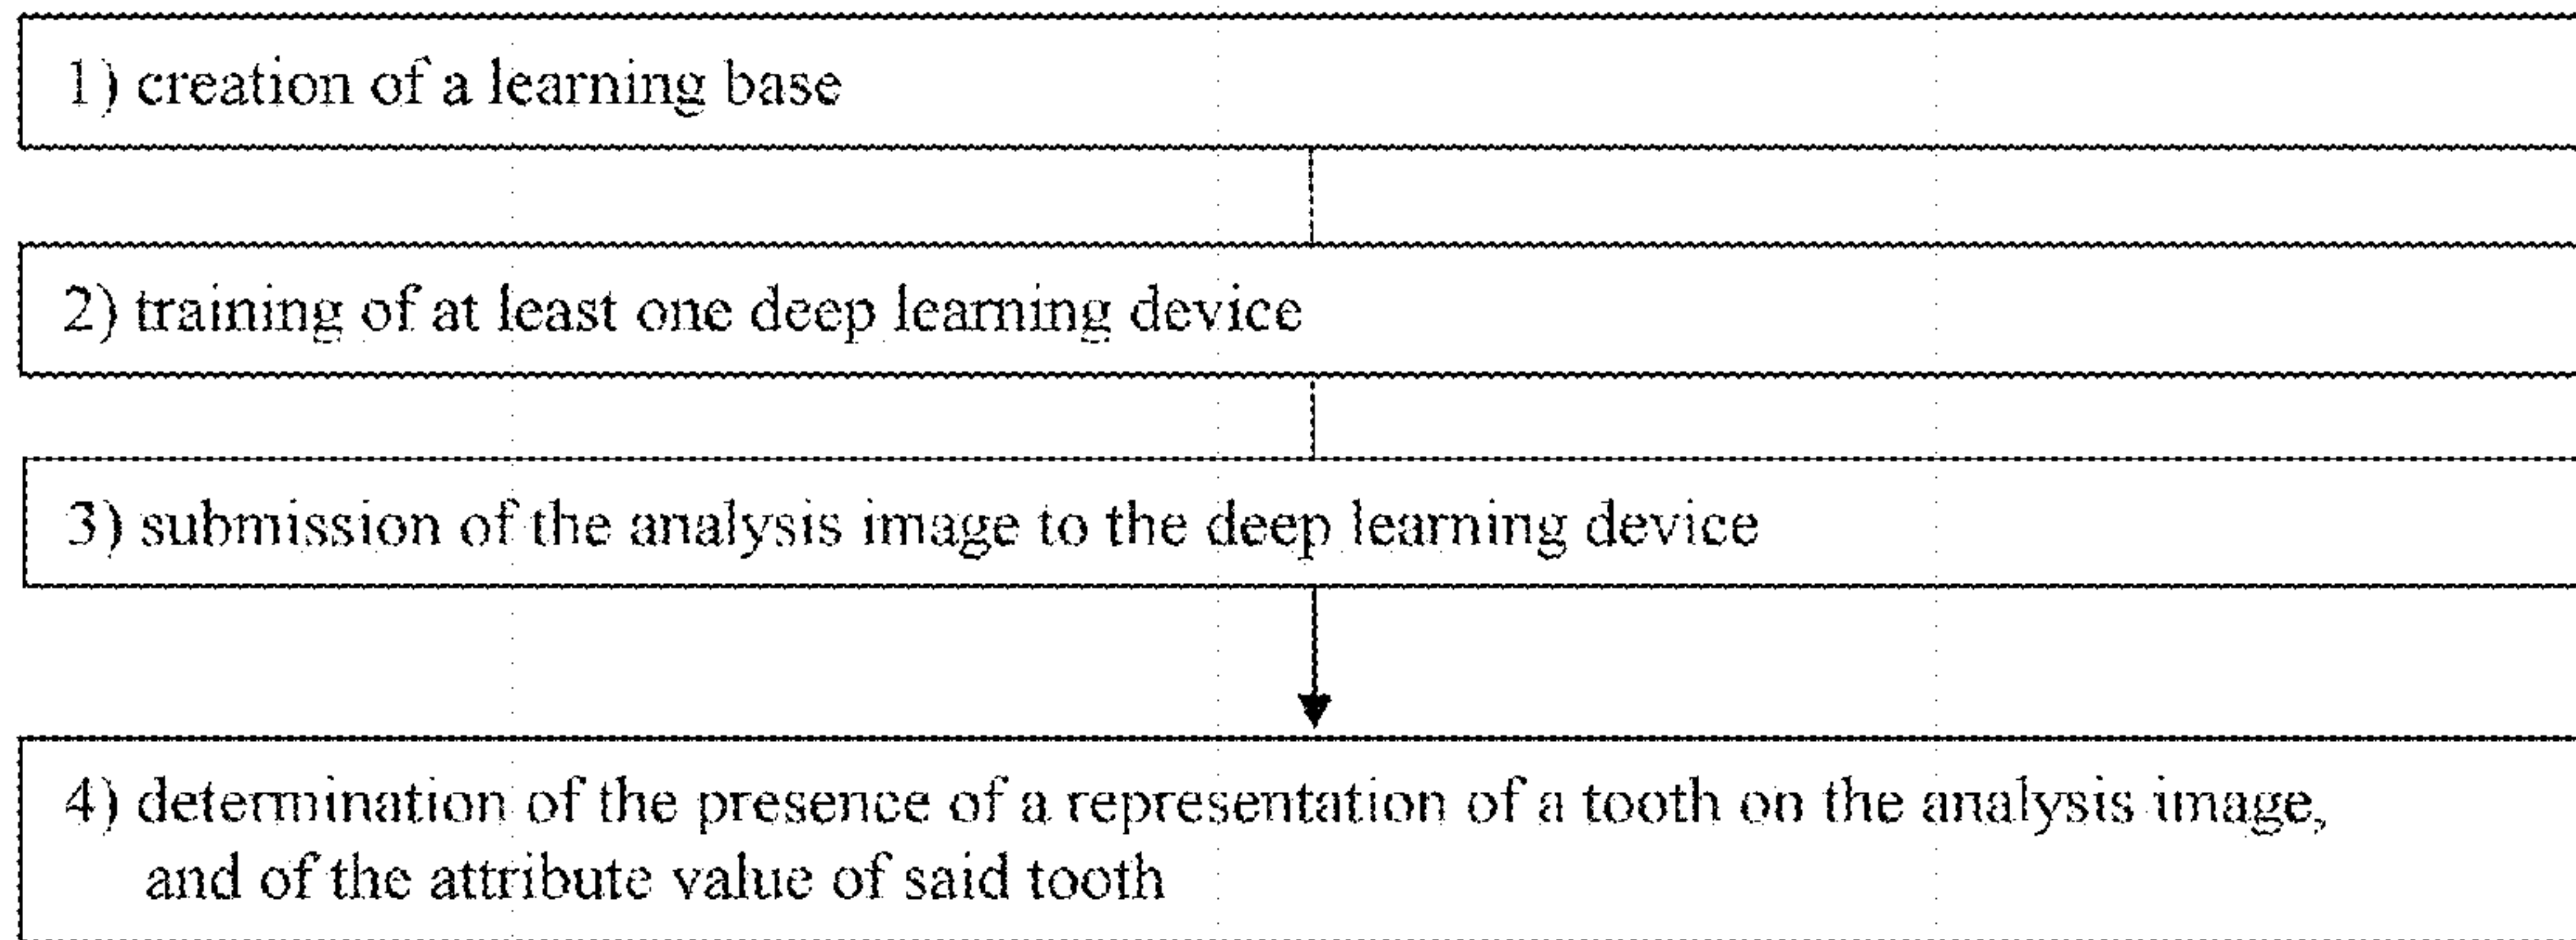 1) creation of a learning base
2) training of at least one deep learning device
3) submission of the analysis image to the deep learning device
4) determination of the presence of a representation of a tooth on the analysis image,
and of the attribute value of said tooth